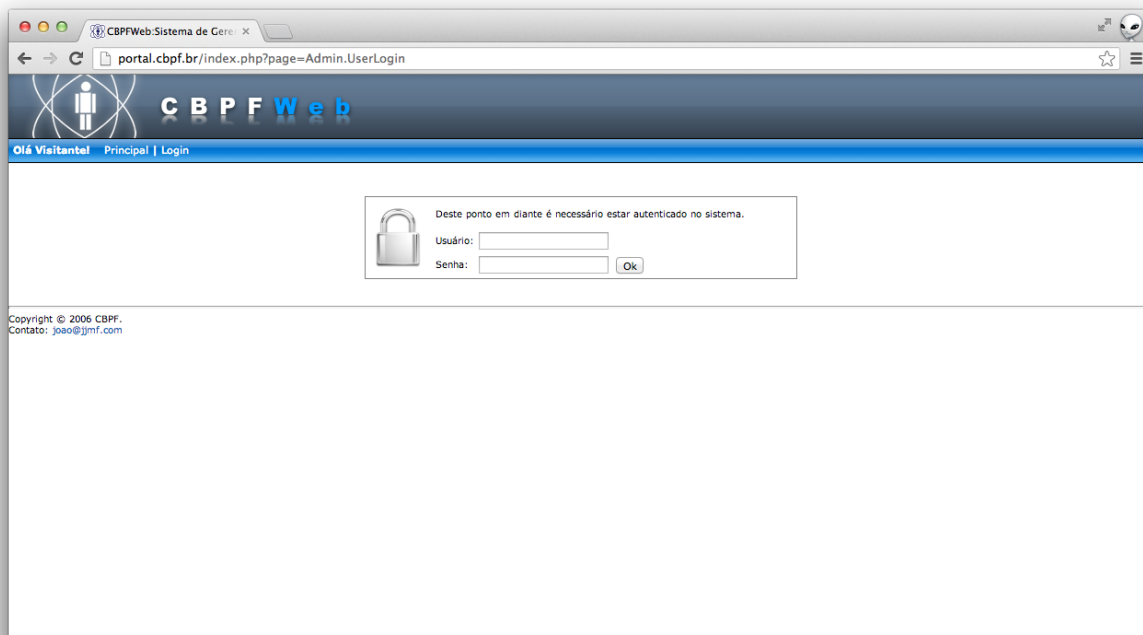 CBPFWeb:Sistema de Gere
portal.cbpf.br/index.php?page=Admin.UserLogin
CBPFWeb
Olá Visitante! Principal | Login
Deste ponto em diante é necessário estar autenticado no sistema.
Usuário:
Senha: Ok
Copyright © 2006 CBPF.
Contato: joao@jjmf.com